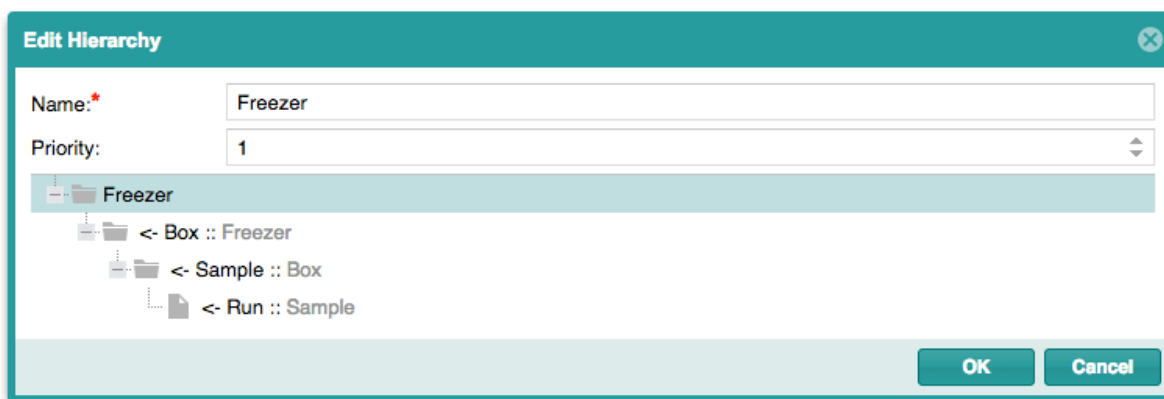 Edit Hierarchy
Name:* Freezer
Priority: 1
Freezer
<- Box :: Freezer
<- Sample :: Box
<- Run :: Sample
OK Cancel